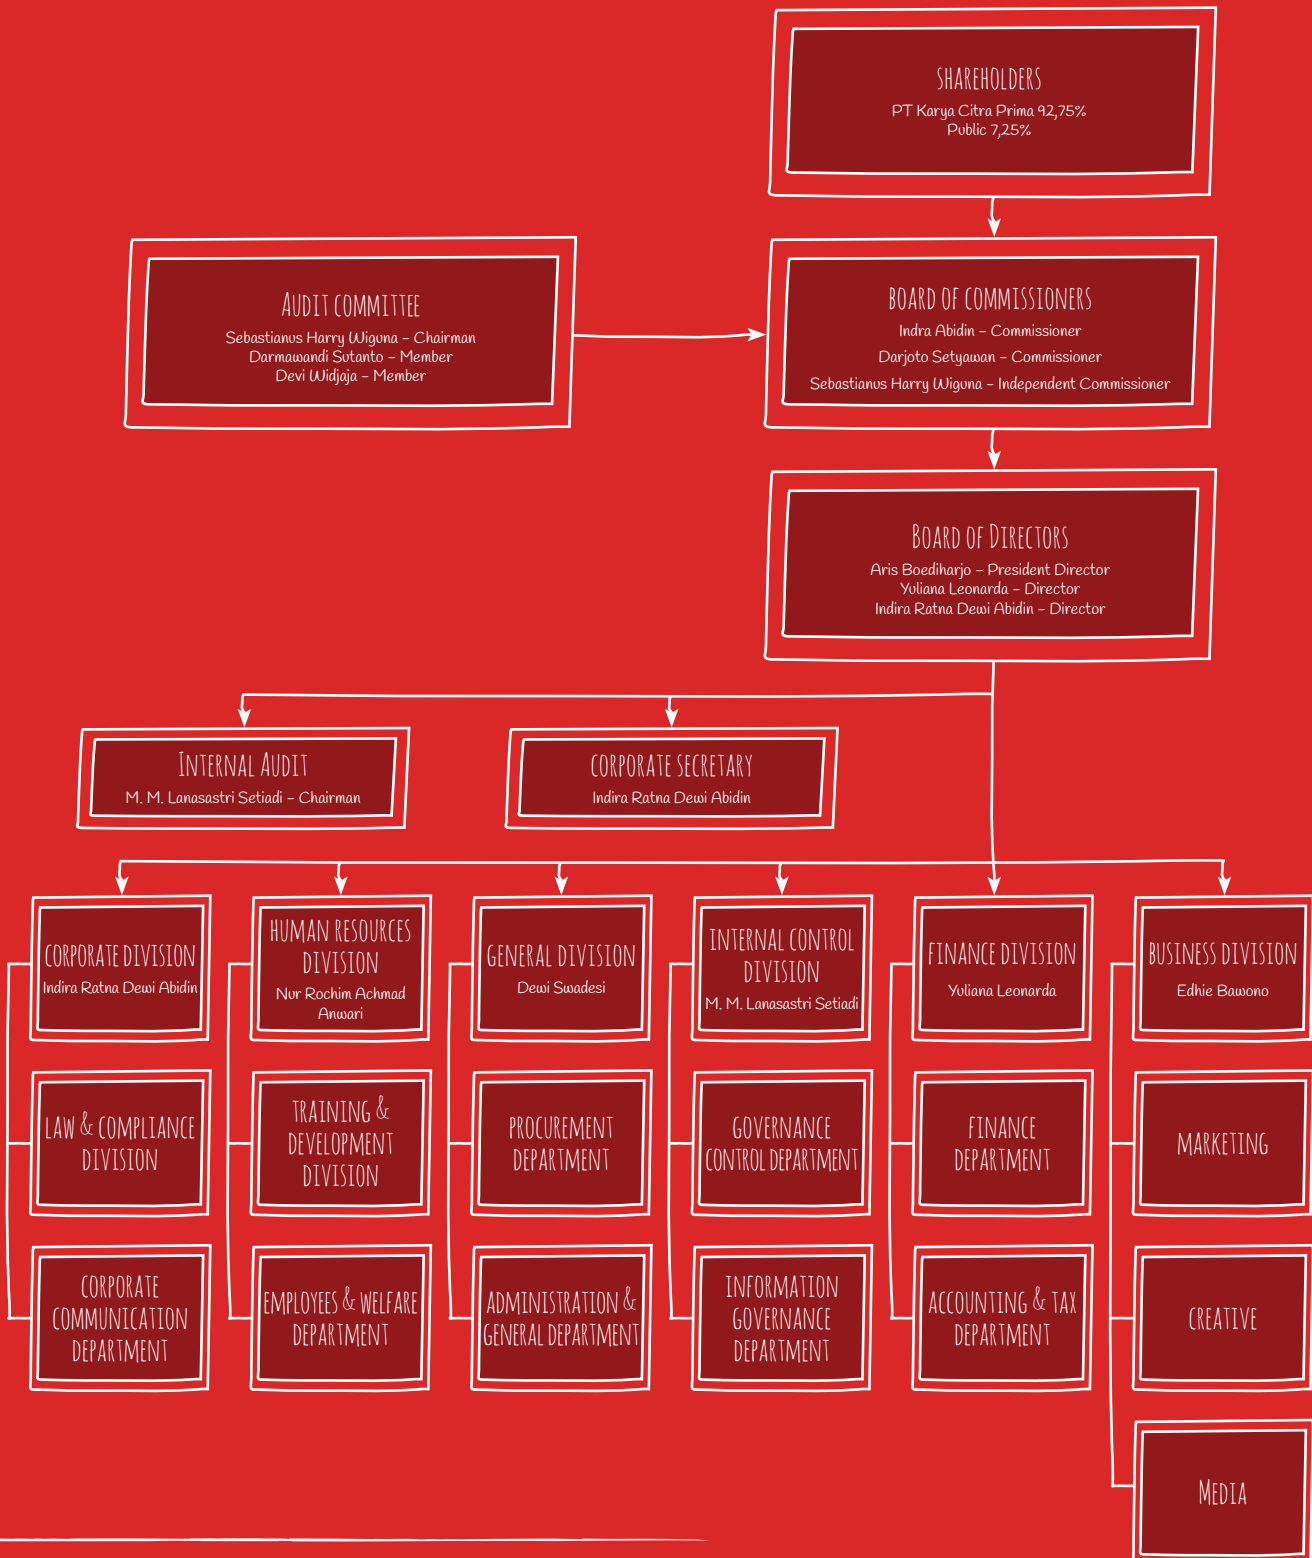 SHAREHOLDERS
PT Karya Citra Prima 92,75%
Public 7,25%
AUDIT COMMITTEE
Sebastianus Harry Wiguna - Chairman
Darmawandi Sutanto - Member
Devi Widjaja - Member
BOARD OF COMMISSIONERS
Indra Abidin - Commissioner
Darjoto Setyawan - Commissioner
Sebastianus Harry Wiguna - Independent Commissioner
BOARD OF DIRECTORS
Aris Boediharjo - President Director
Yuliana Leonarda - Director
Indira Ratna Dewi Abidin - Director
INTERNAL AUDIT
M. M. Lanasastri Setiadi - Chairman
CORPORATE SECRETARY
Indira Ratna Dewi Abidin
CORPORATE DIVISION
Indira Ratna Dewi Abidin
HUMAN RESOURCES
DIVISION
Nur Rochim Achmad
Anwari
GENERAL DIVISION
Dewi Swadesi
INTERNAL CONTROL
DIVISION
M. M. Lanasastri Setiadi
FINANCE DIVISION
Yuliana Leonarda
BUSINESS DIVISION
Edhie Bawono
LAW & COMPLIANCE
DIVISION
TRAINING &
DEVELOPMENT
DIVISION
PROCUREMENT
DEPARTMENT
GOVERNANCE
CONTROL DEPARTMENT
FINANCE
DEPARTMENT
MARKETING
CORPORATE
COMMUNICATION
DEPARTMENT
EMPLOYEES & WELFARE
DEPARTMENT
ADMINISTRATION &
GENERAL DEPARTMENT
INFORMATION
GOVERNANCE
DEPARTMENT
ACCOUNTING & TAX
DEPARTMENT
CREATIVE
MEDIA